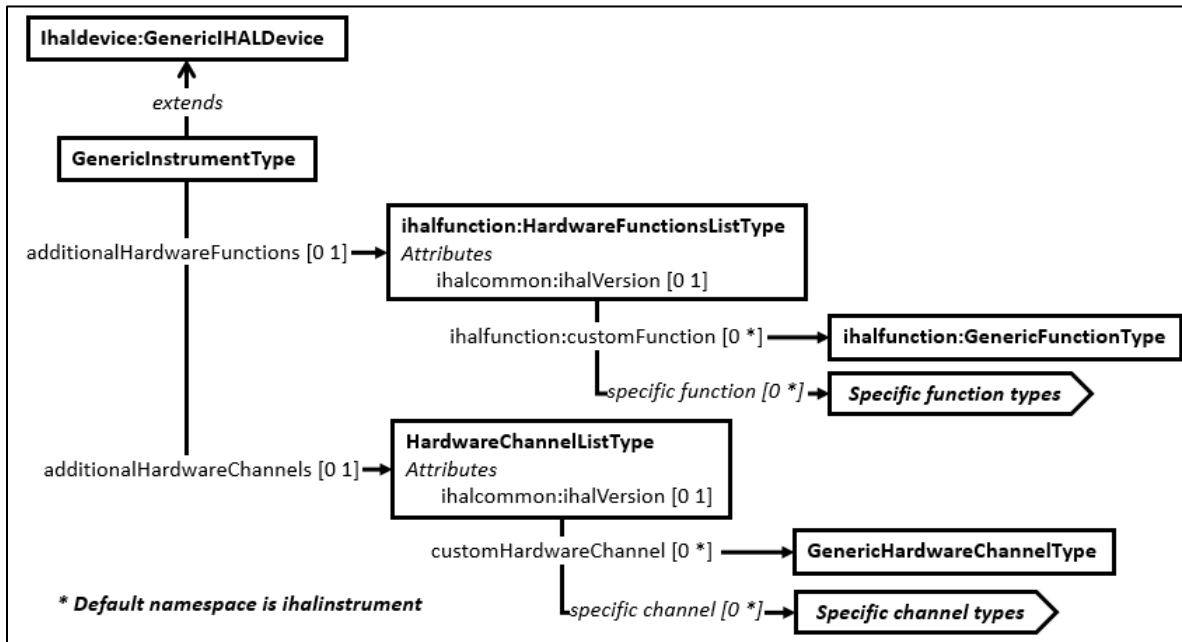 Ihaldevice:GenericIHALDevice
extends
GenericInstrumentType
additionalHardwareFunctions [0 1]
ihalfunction:HardwareFunctionsListType
Attributes
ihalcommon:ihalVersion [0 1]
ihalfunction:customFunction [0 *]
ihalfunction:GenericFunctionType
specific function [0 *]
Specific function types
additionalHardwareChannels [0 1]
HardwareChannelListType
Attributes
ihalcommon:ihalVersion [0 1]
customHardwareChannel [0 *]
GenericHardwareChannelType
specific channel [0 *]
Specific channel types
* Default namespace is ihalinstrument